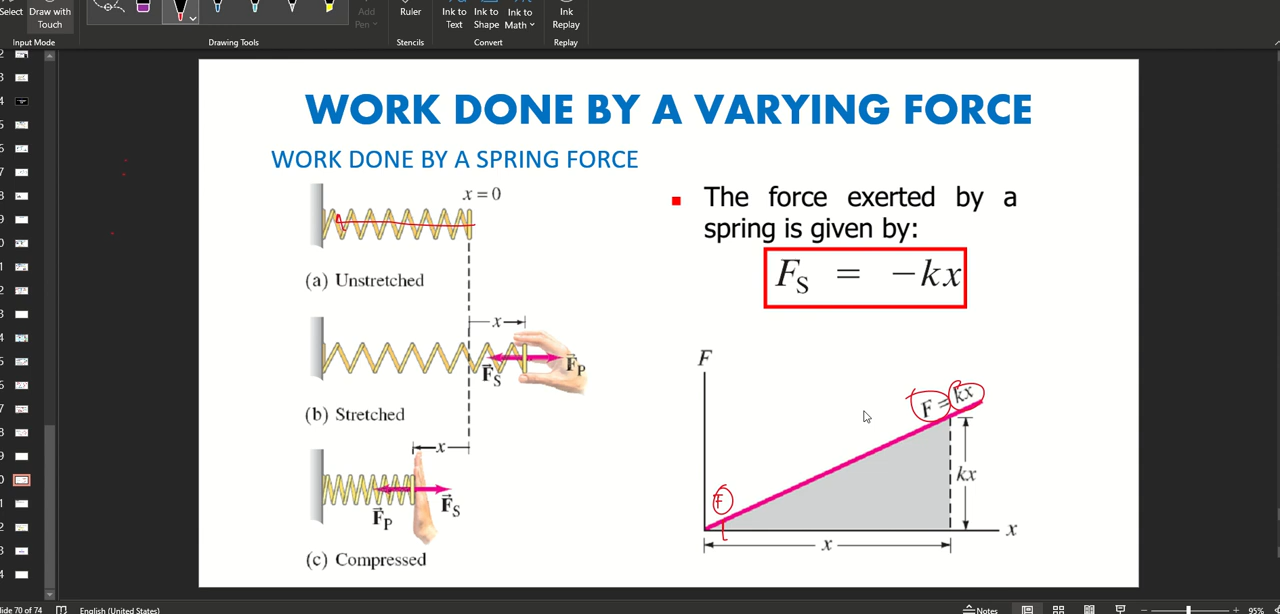 Select
Draw with
Touch
Add
Pen
Ruler
Ink to
Text
Ink to
Shape
Ink to
Math
Ink
Replay
Input Mode
Drawing Tools
Stencils
Convert
Replay
WORK DONE BY A VARYING FORCE
WORK DONE BY A SPRING FORCE
x = 0
(a) Unstretched
x
F_S
F_P
(b) Stretched
x
F_P
F_S
(c) Compressed
The force exerted by a
spring is given by:
F_S = −kx
F
F = kx
F
kx
x
x
Slide 70 of 74
English (United States)
Notes
95%